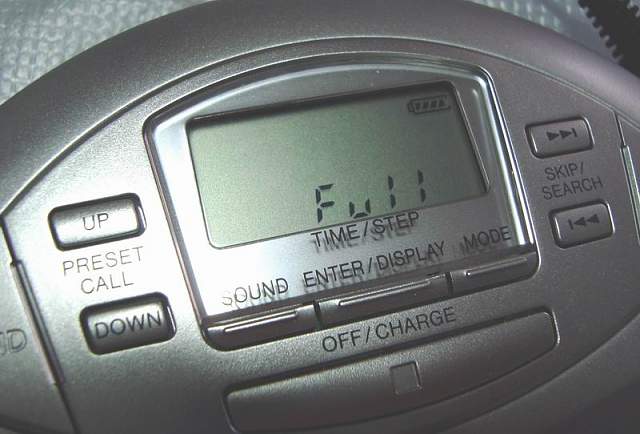 Full
TIME/STEP
SOUND
ENTER/DISPLAY
MODE
UP
PRESET
CALL
DOWN
SKIP/
SEARCH
OFF/CHARGE